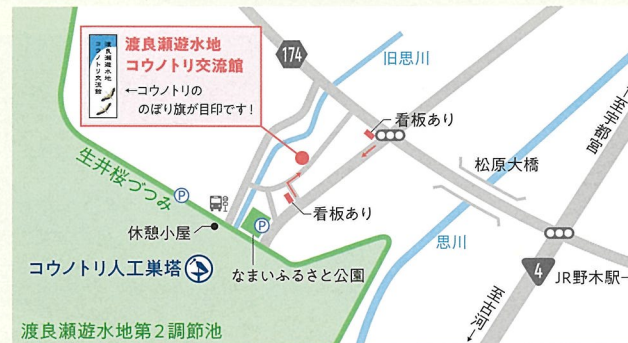 渡良瀬遊水地
コウノトリ交流館
渡良瀬遊水地
コウノトリ交流館
←コウノトリの
のぼり旗が目印です!
174
旧思川
看板あり
↑至宇都宮
松原大橋
生井桜づつみ
P
休憩小屋
P
看板あり
思川
コウノトリ人工巣塔
なまいふるさと公園
4
JR野木駅→
至古河→
渡良瀬遊水地第2調節池